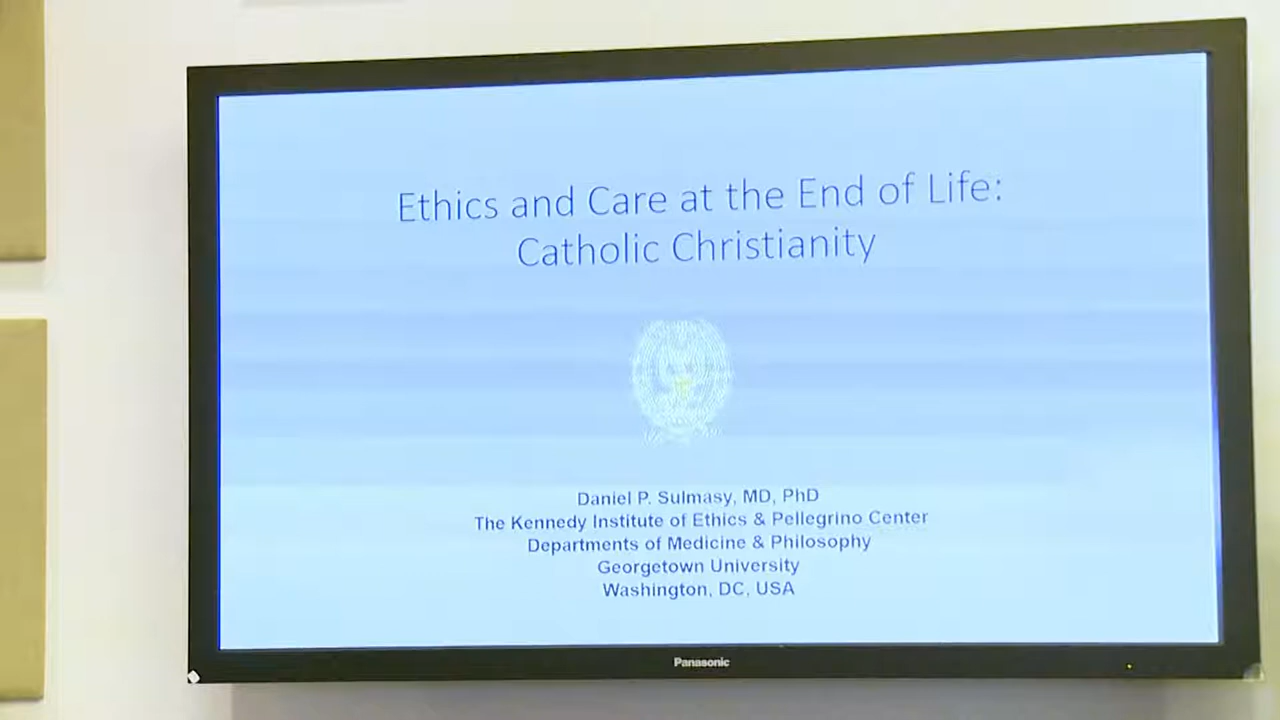 Ethics and Care at the End of Life:
Catholic Christianity
Daniel P. Sulmasy, MD, PhD
The Kennedy Institute of Ethics & Pellegrino Center
Departments of Medicine & Philosophy
Georgetown University
Washington, DC, USA
Panasonic